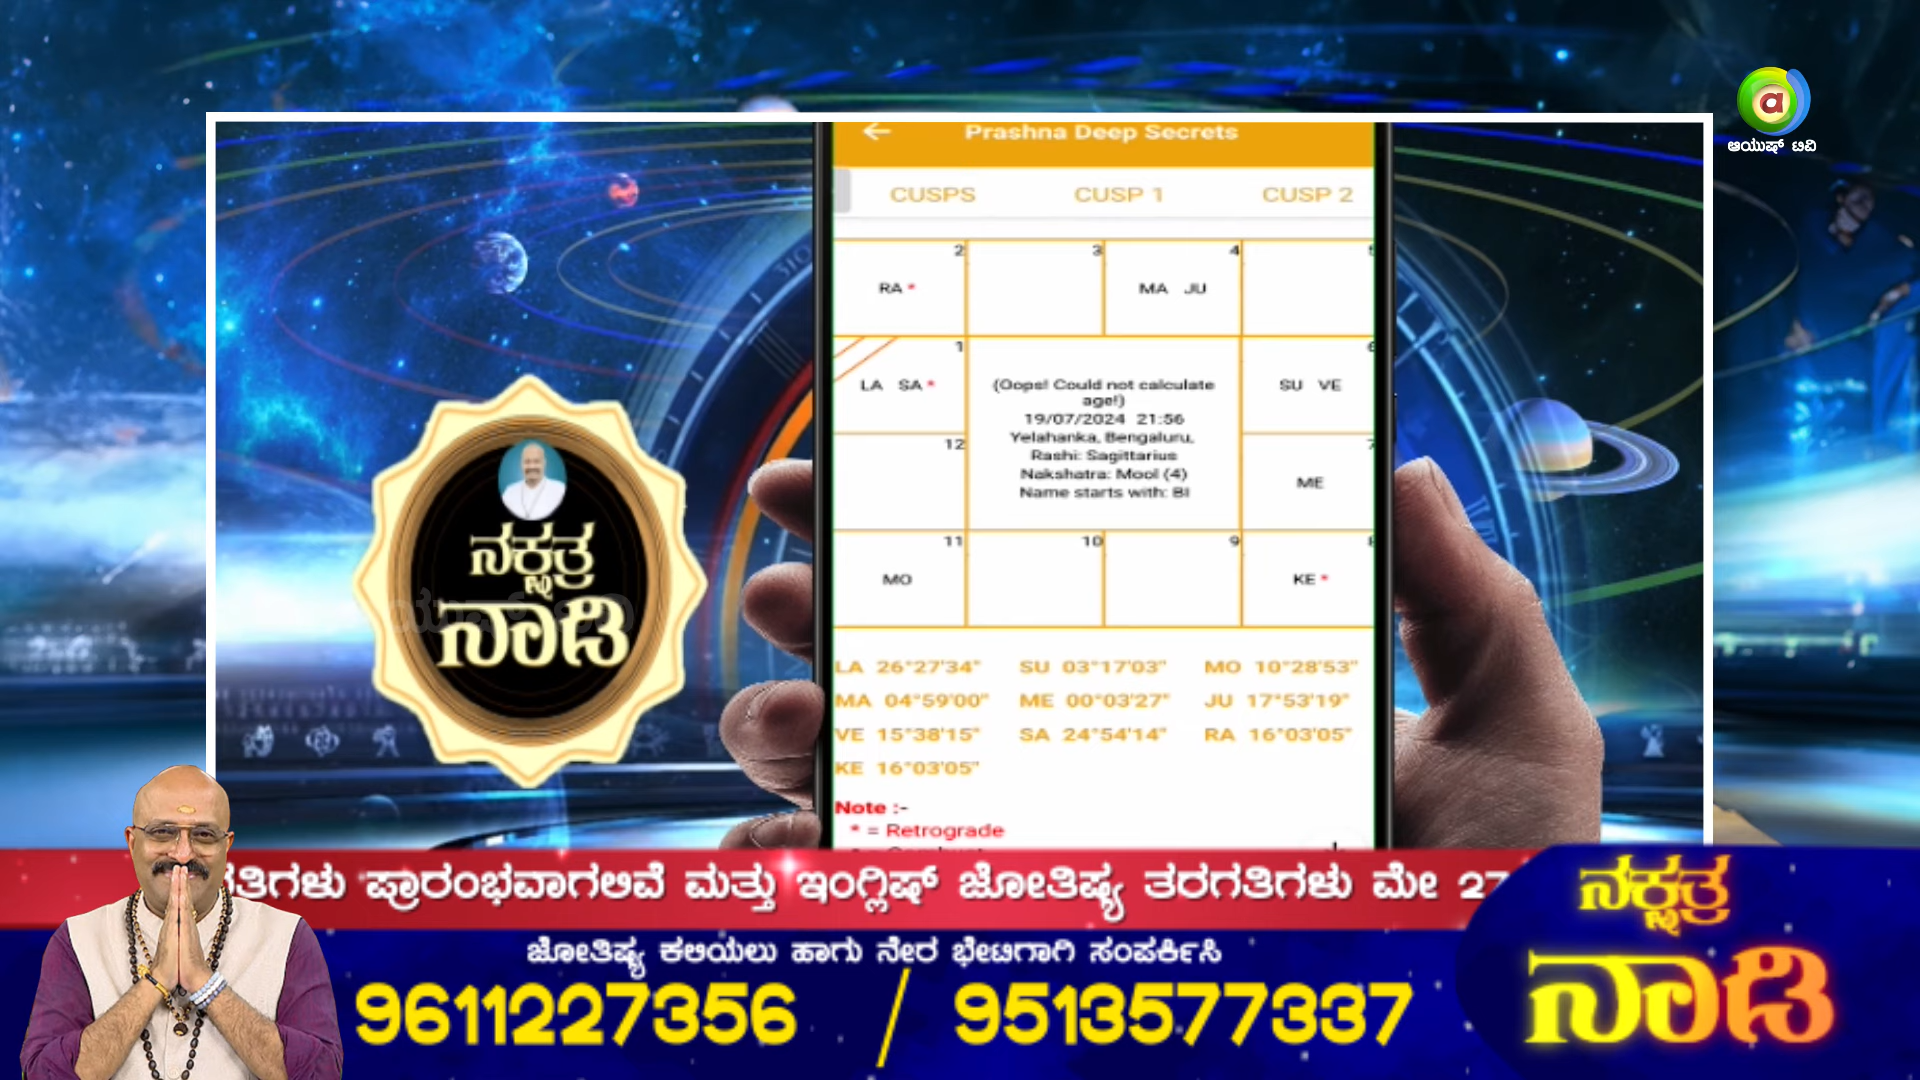 ಆಯುಷ್ ಟಿವಿ
Prashna Deep Secrets
CUSPS CUSP 1 CUSP 2
2 3 4
RA * MA JU
1
LA SA * SU VE
(Oops! Could not calculate
age!)
19/07/2024 21:56
Yelahanka, Bengaluru,
Rashi: Sagittarius
Nakshatra: Mool (4)
Name starts with: BI
12
ME
11 10 9
MO KE *
LA 26°27'34" SU 03°17'03" MO 10°28'53"
MA 04°59'00" ME 00°03'27" JU 17°53'19"
VE 15°38'15" SA 24°54'14" RA 16°03'05"
KE 16°03'05"
Note :-
* = Retrograde
ನಕ್ಷತ್ರ
ನಾಡಿ
ಗತಿಗಳು ಪ್ರಾರಂಭವಾಗಲಿವೆ ಮತ್ತು ಇಂಗ್ಲಿಷ್ ಜ್ಯೋತಿಷ್ಯ ತರಗತಿಗಳು ಮೇ 27
ಜ್ಯೋತಿಷ್ಯ ಕಲಿಯಲು ಹಾಗು ನೇರ ಭೇಟಿಗಾಗಿ ಸಂಪರ್ಕಿಸಿ
9611227356 / 9513577337
ನಕ್ಷತ್ರ
ನಾಡಿ